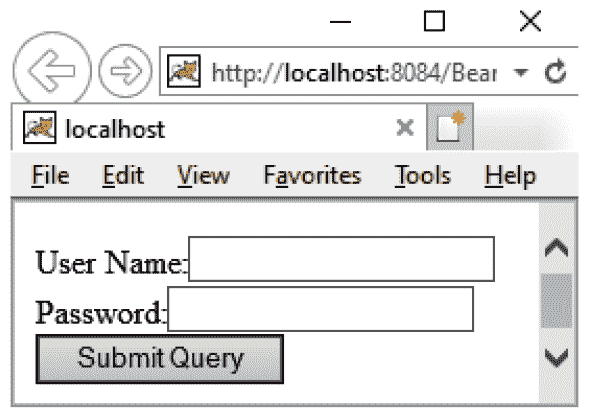 http://localhost:8084/Bear
localhost
File Edit View Favorites Tools Help
User Name:
Password:
Submit Query